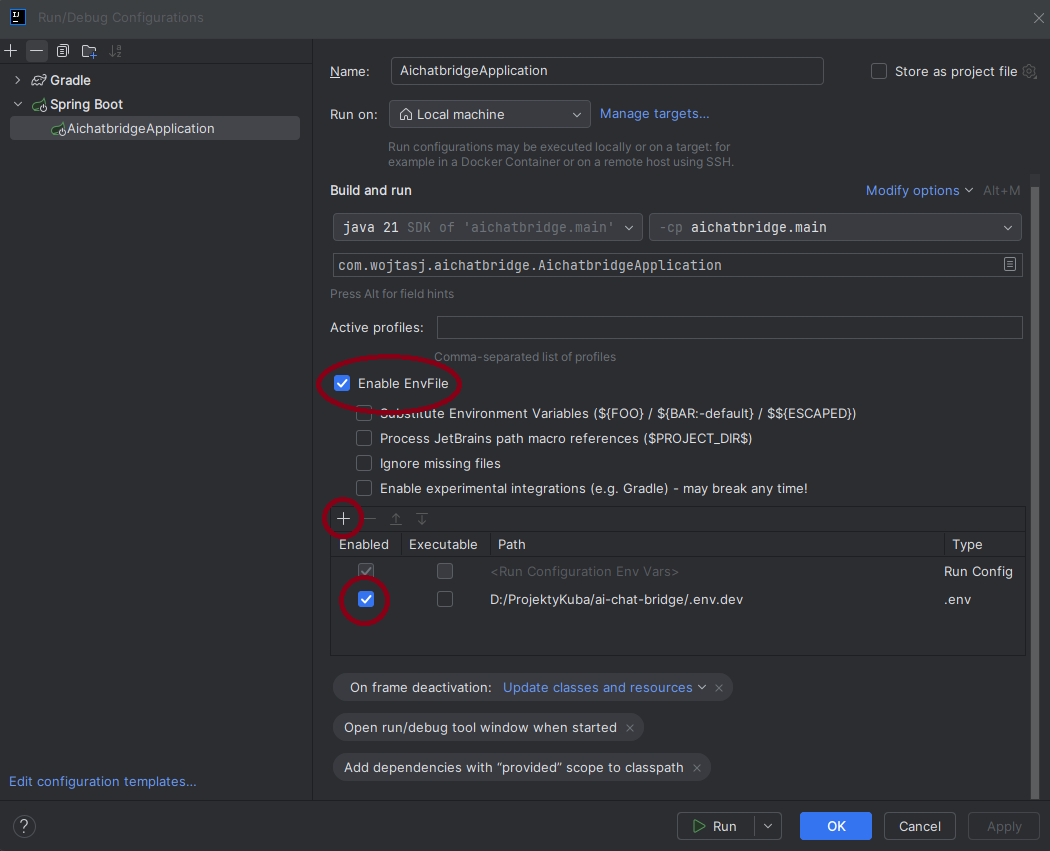 Run/Debug Configurations
Gradle
Spring Boot
AichatbridgeApplication
Edit configuration templates...
Name: AichatbridgeApplication
Store as project file
Run on: Local machine Manage targets...
Run configurations may be executed locally or on a target: for
example in a Docker Container or on a remote host using SSH.
Build and run
Modify options Alt+M
java 21 SDK of 'aichatbridge.main'
-cp aichatbridge.main
com.wojtasj.aichatbridge.AichatbridgeApplication
Press Alt for field hints
Active profiles:
Comma-separated list of profiles
Enable EnvFile
Substitute Environment Variables (${FOO} / ${BAR:-default} / $${ESCAPED})
Process JetBrains path macro references ($PROJECT_DIR$)
Ignore missing files
Enable experimental integrations (e.g. Gradle) - may break any time!
Enabled Executable Path Type
<Run Configuration Env Vars> Run Config
D:/ProjektyKuba/ai-chat-bridge/.env.dev .env
On frame deactivation: Update classes and resources
Open run/debug tool window when started
Add dependencies with “provided” scope to classpath
? Run OK Cancel Apply